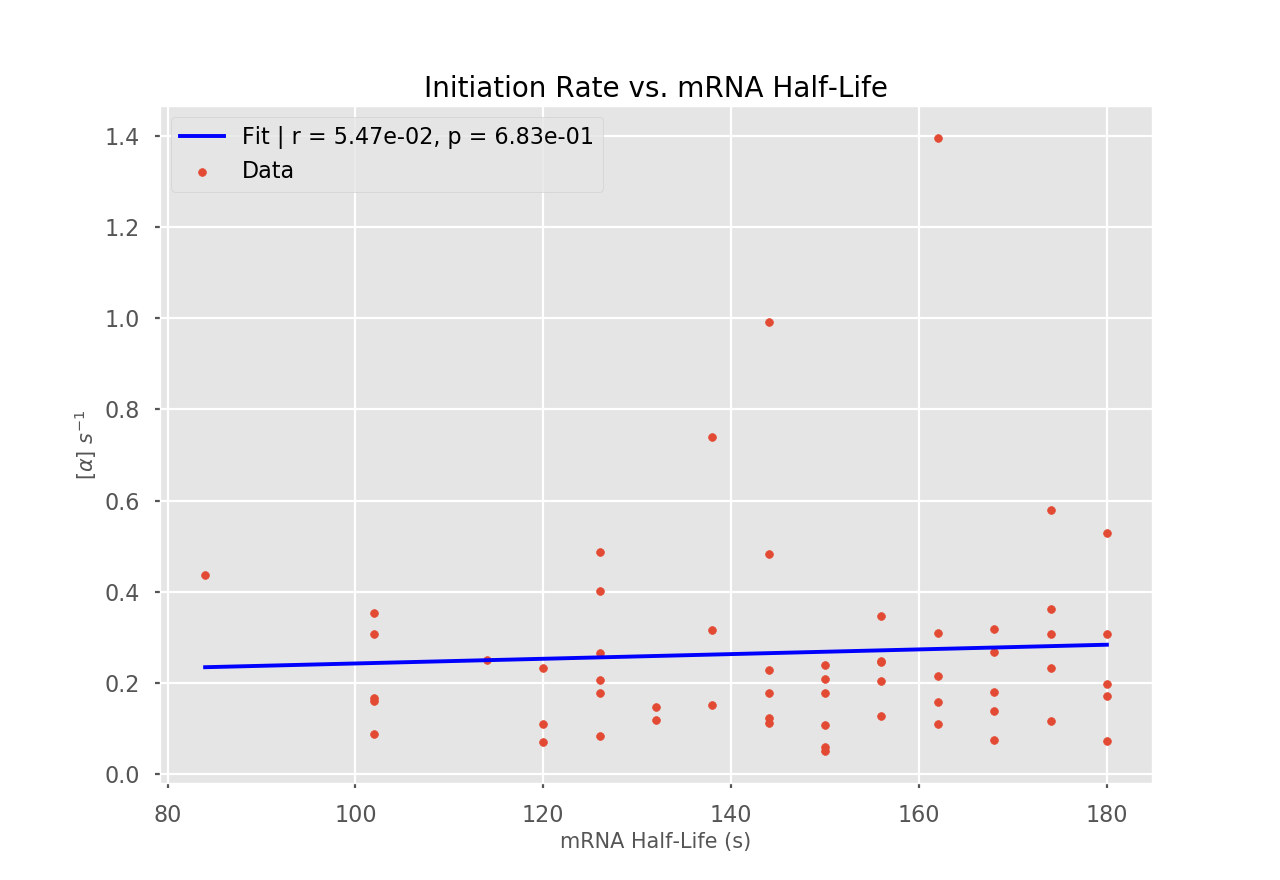 Initiation Rate vs. mRNA Half-Life
Fit | r = 5.47e-02, p = 6.83e-01
Data
1.4
1.2
1.0
0.8
0.6
0.4
0.2
0.0
[α] s⁻¹
80 100 120 140 160 180
mRNA Half-Life (s)